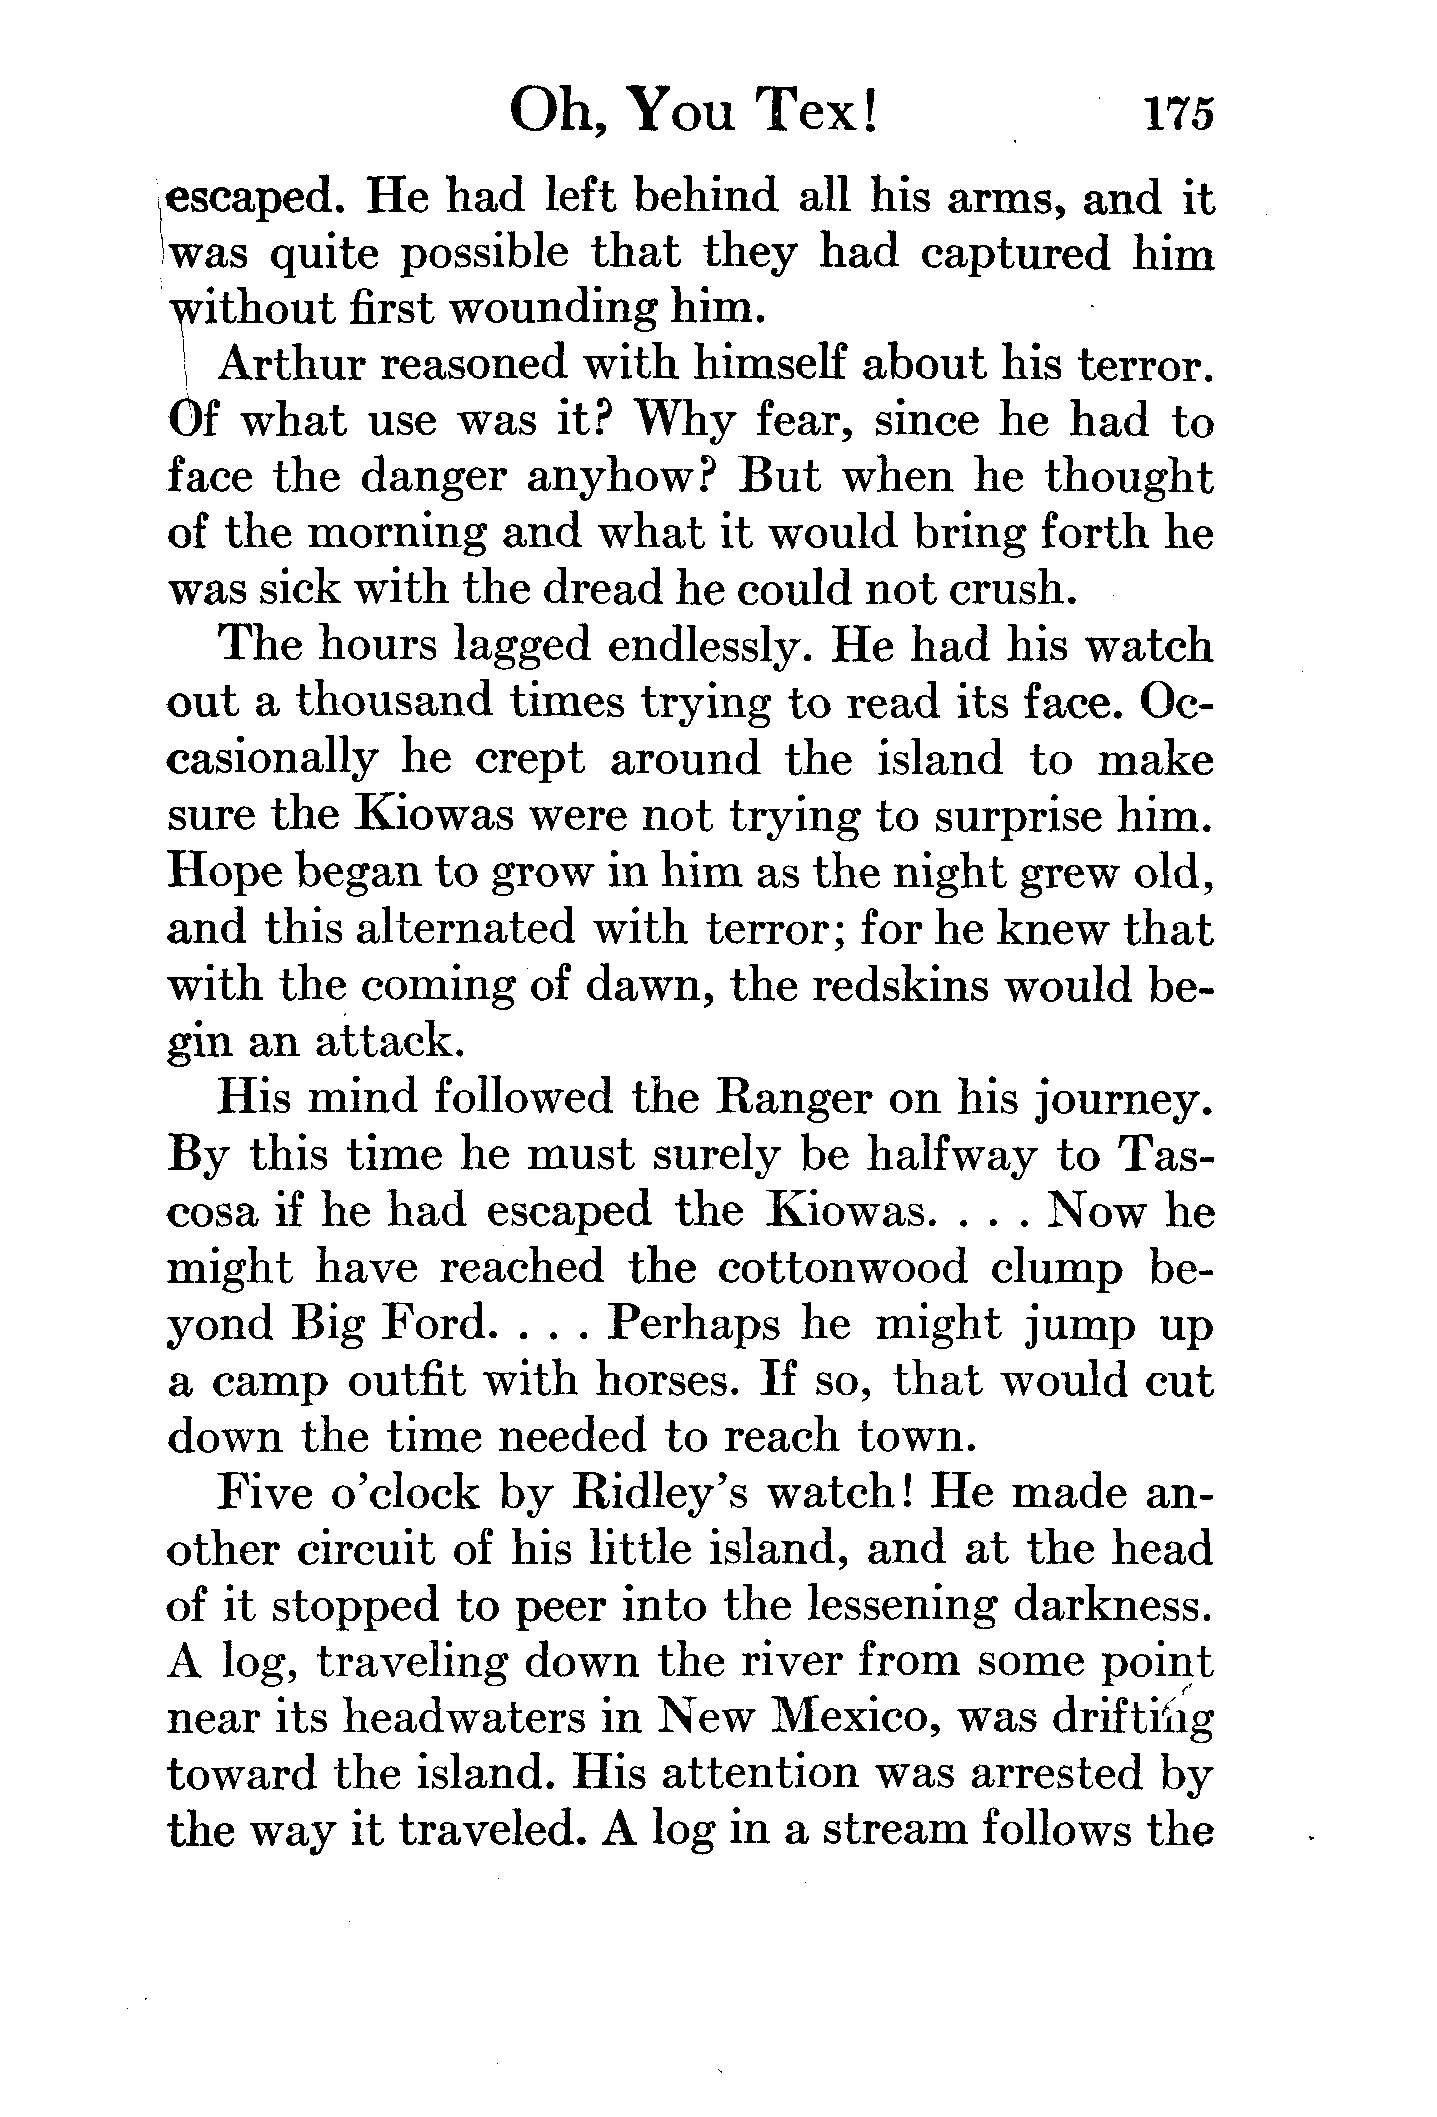 Oh, You Tex! 175
escaped. He had left behind all his arms, and it
was quite possible that they had captured him
without first wounding him.
Arthur reasoned with himself about his terror.
Of what use was it? Why fear, since he had to
face the danger anyhow? But when he thought
of the morning and what it would bring forth he
was sick with the dread he could not crush.
The hours lagged endlessly. He had his watch
out a thousand times trying to read its face. Oc-
casionally he crept around the island to make
sure the Kiowas were not trying to surprise him.
Hope began to grow in him as the night grew old,
and this alternated with terror; for he knew that
with the coming of dawn, the redskins would be-
gin an attack.
His mind followed the Ranger on his journey.
By this time he must surely be halfway to Tas-
cosa if he had escaped the Kiowas. . . . Now he
might have reached the cottonwood clump be-
yond Big Ford. . . . Perhaps he might jump up
a camp outfit with horses. If so, that would cut
down the time needed to reach town.
Five o'clock by Ridley's watch! He made an-
other circuit of his little island, and at the head
of it stopped to peer into the lessening darkness.
A log, traveling down the river from some point
near its headwaters in New Mexico, was drifting
toward the island. His attention was arrested by
the way it traveled. A log in a stream follows the